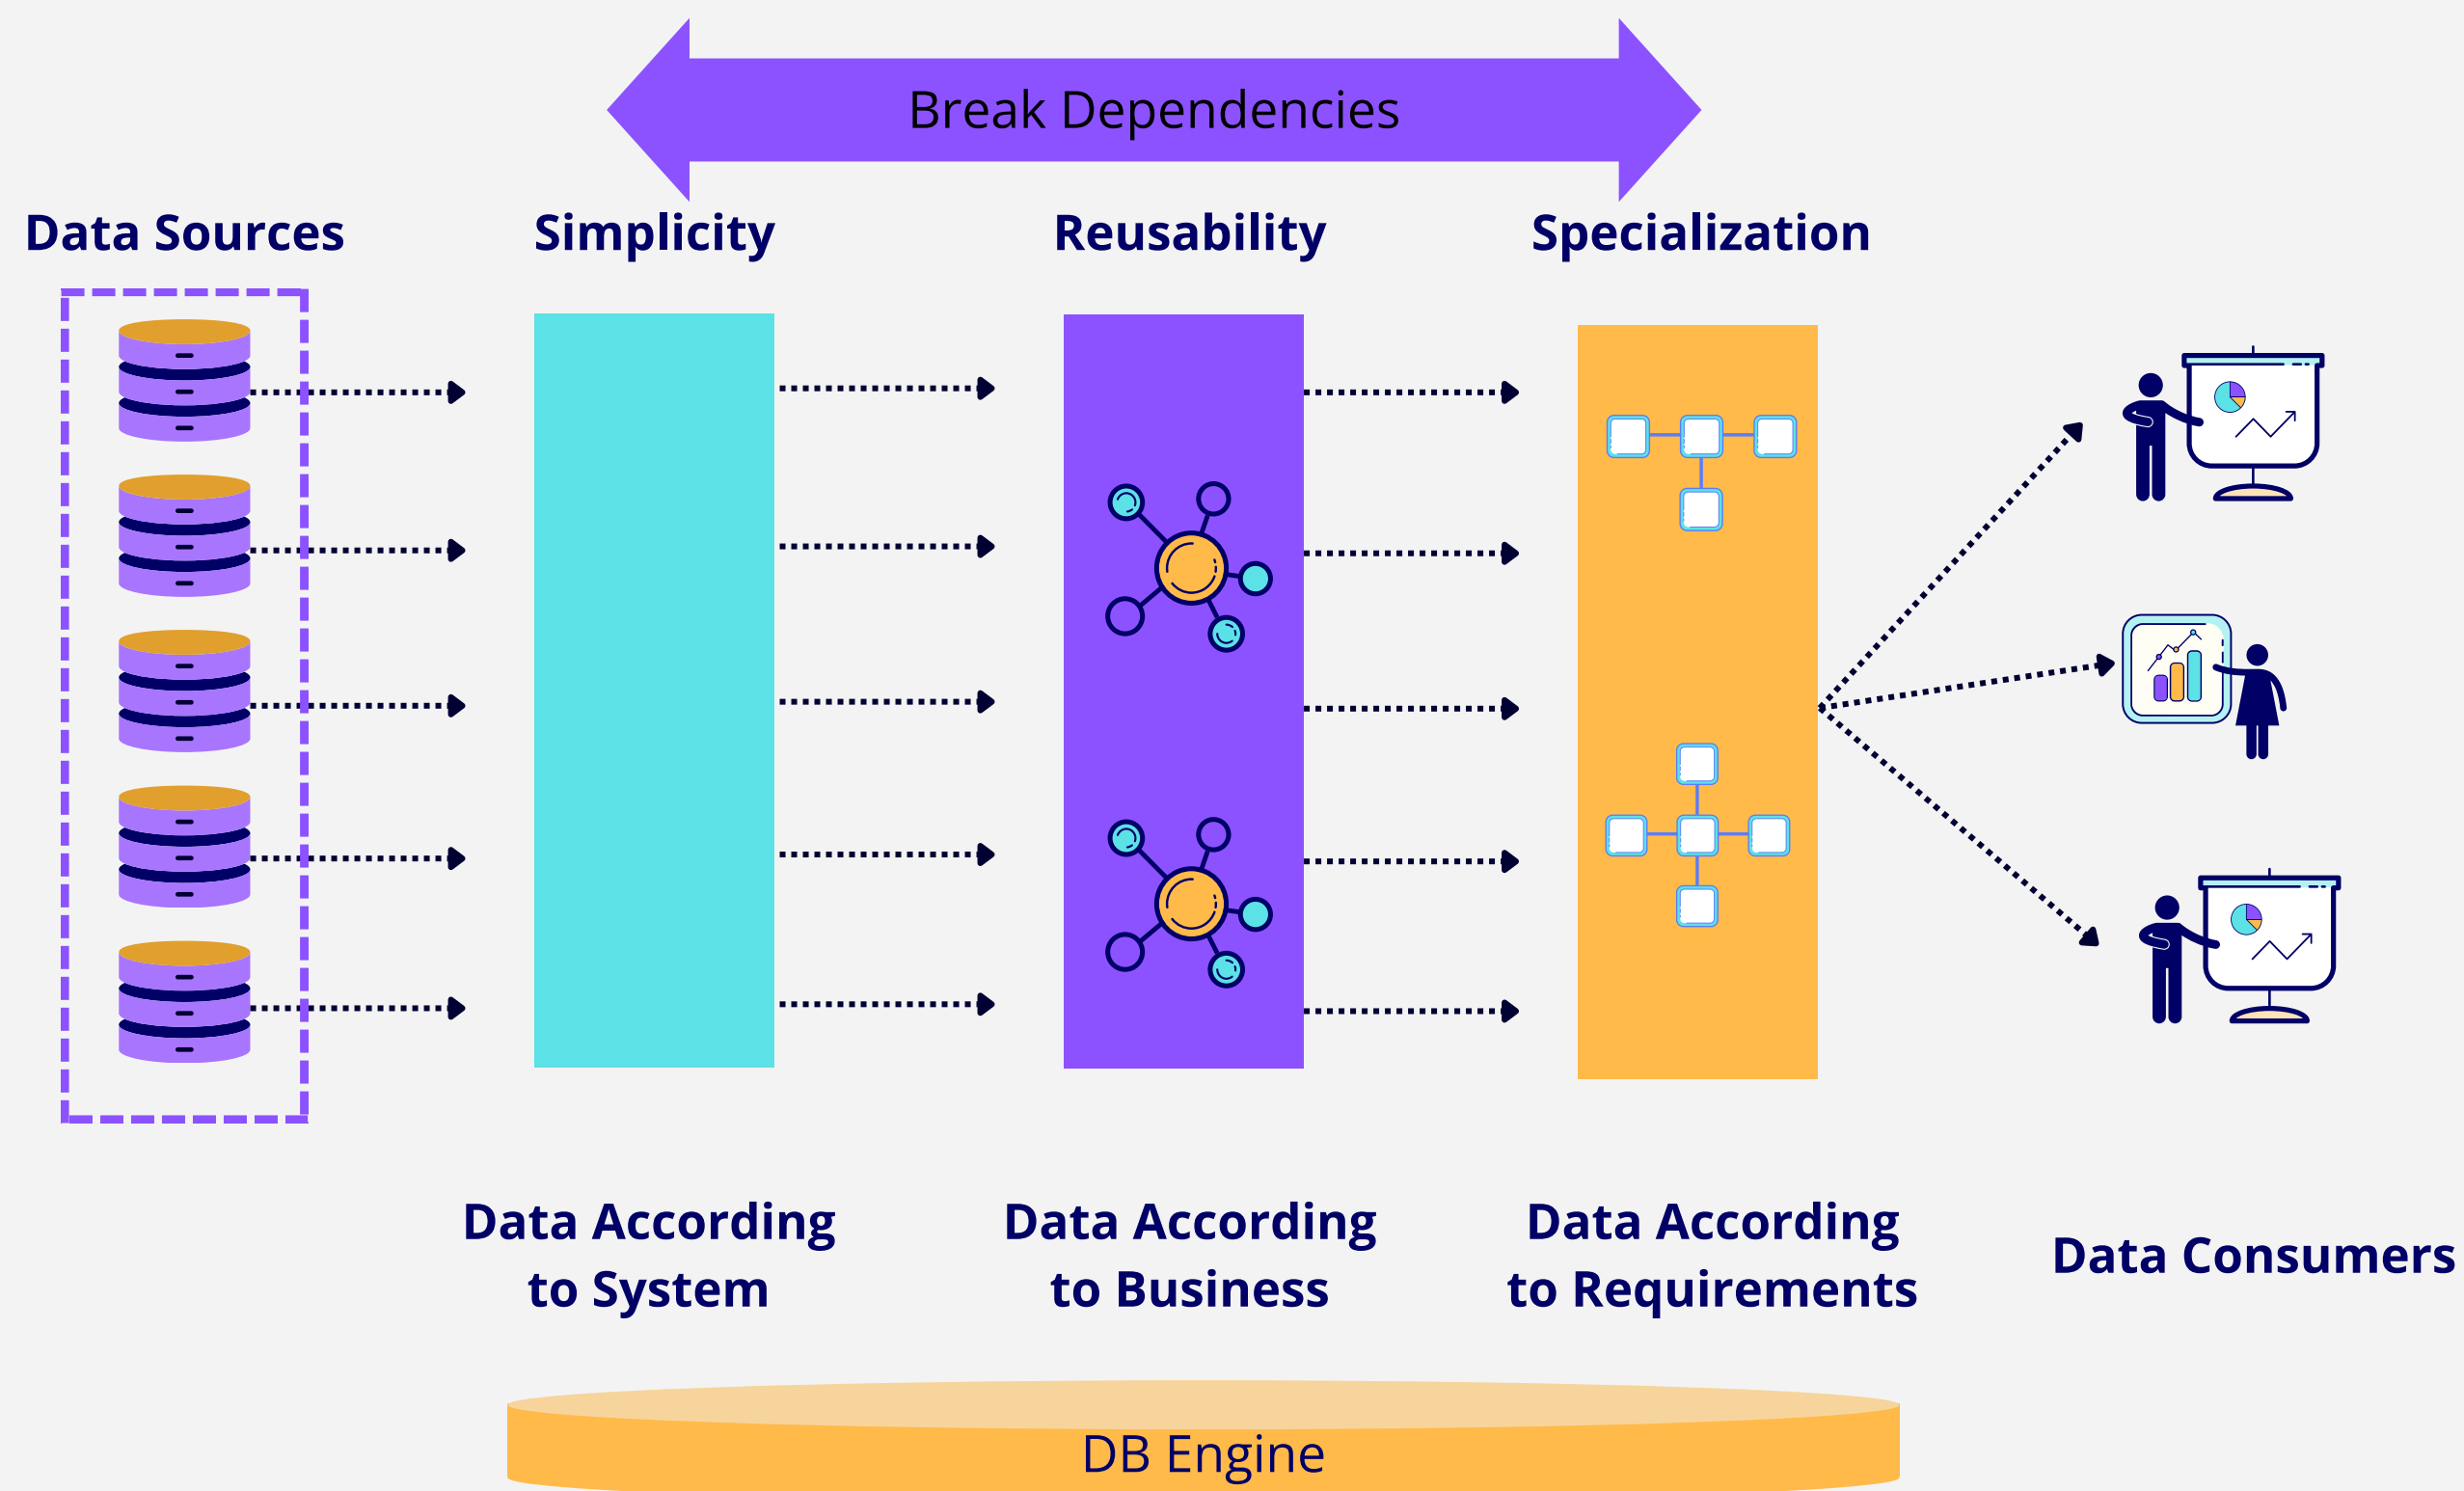 Break Dependencies
Data Sources
Simplicity
Reusability
Specialization
Data According
to System
Data According
to Business
Data According
to Requirements
Data Consumers
DB Engine